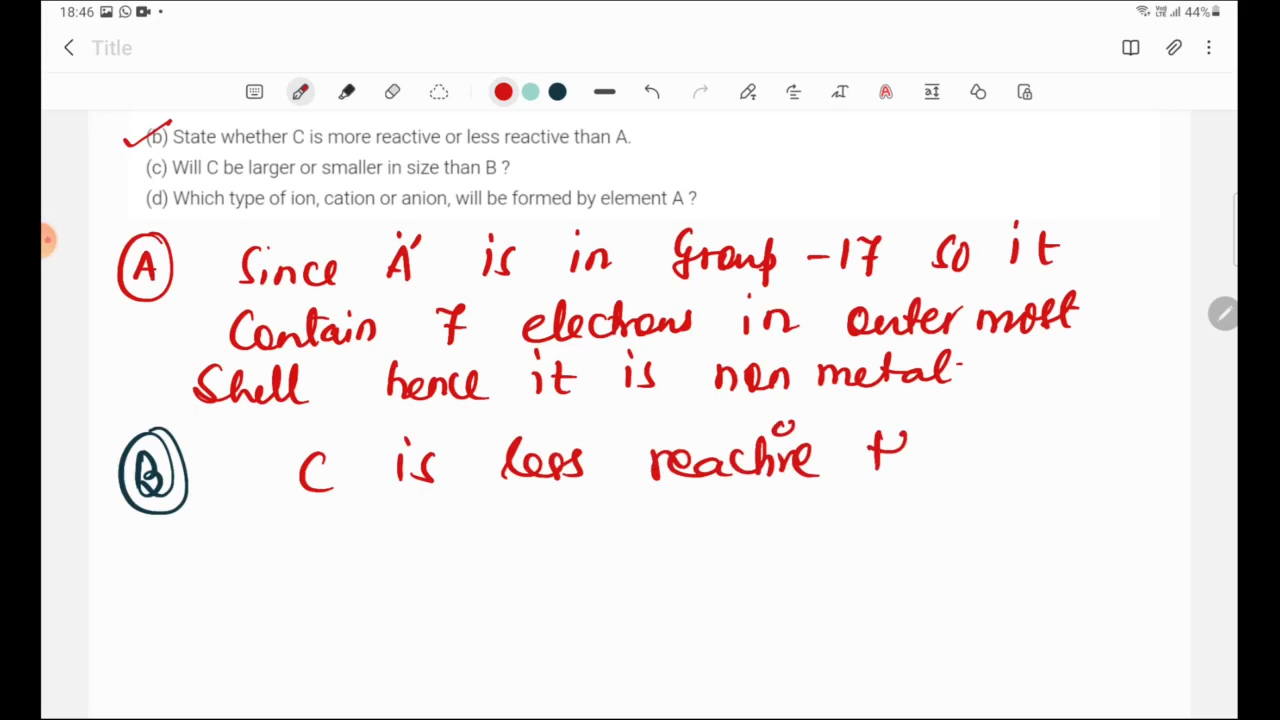 18:46 44%
Title
(b) State whether C is more reactive or less reactive than A.
(c) Will C be larger or smaller in size than B ?
(d) Which type of ion, cation or anion, will be formed by element A ?
A Since 'A' is in Group -17 so it
Contain 7 electrons in outer most
Shell hence it is non metal.
B C is less reactive